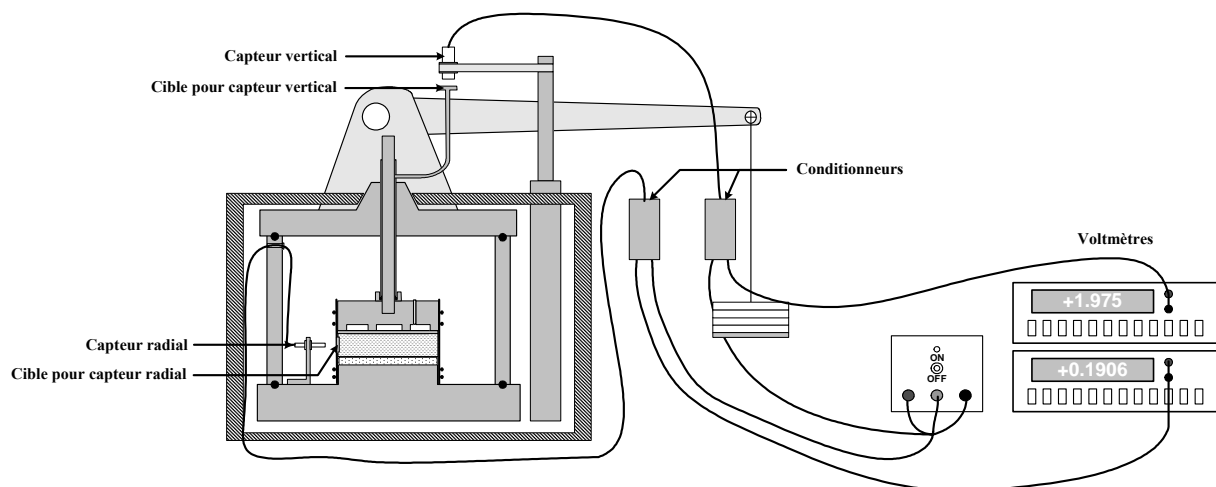 Capteur vertical
Cible pour capteur vertical
Conditionneurs
Voltmètres
+1.975
Capteur radial
Cible pour capteur radial
ON
OFF
+0.1906